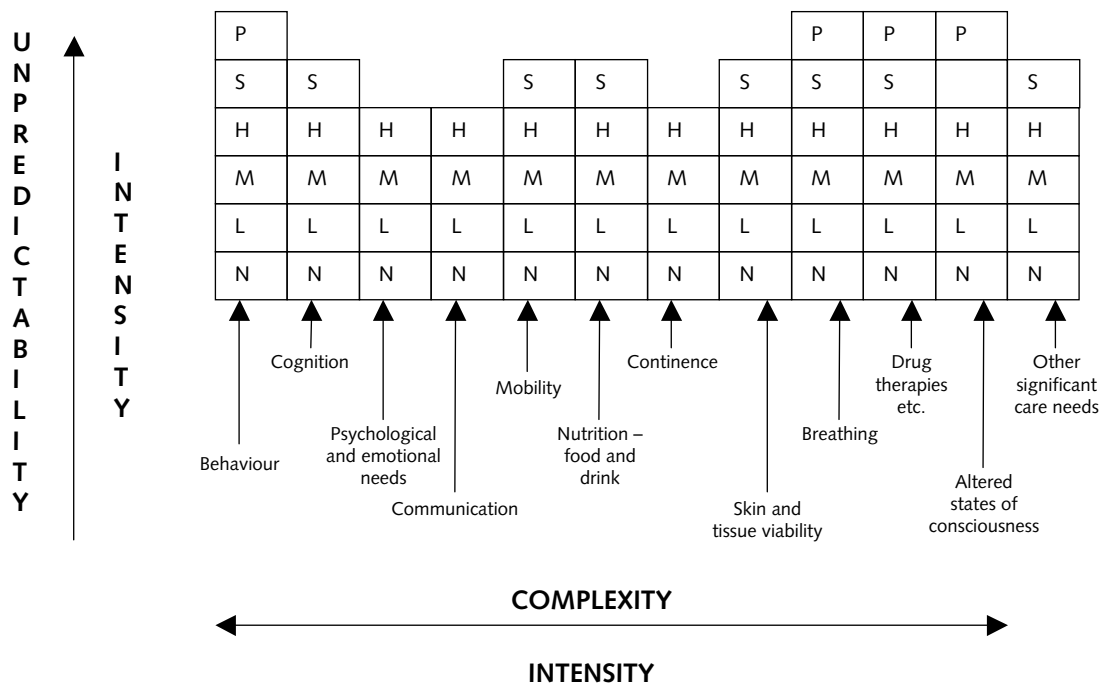 UNPREDICTABILITY
INTENSITY
P P P P
S S S S S S S S
H H H H H H H H H H H H
M M M M M M M M M M M M
L L L L L L L L L L L L
N N N N N N N N N N N N
Behaviour
Cognition
Psychological
and emotional
needs
Communication
Mobility
Nutrition –
food and
drink
Continence
Skin and
tissue viability
Breathing
Drug
therapies
etc.
Altered
states of
consciousness
Other
significant
care needs
COMPLEXITY
INTENSITY